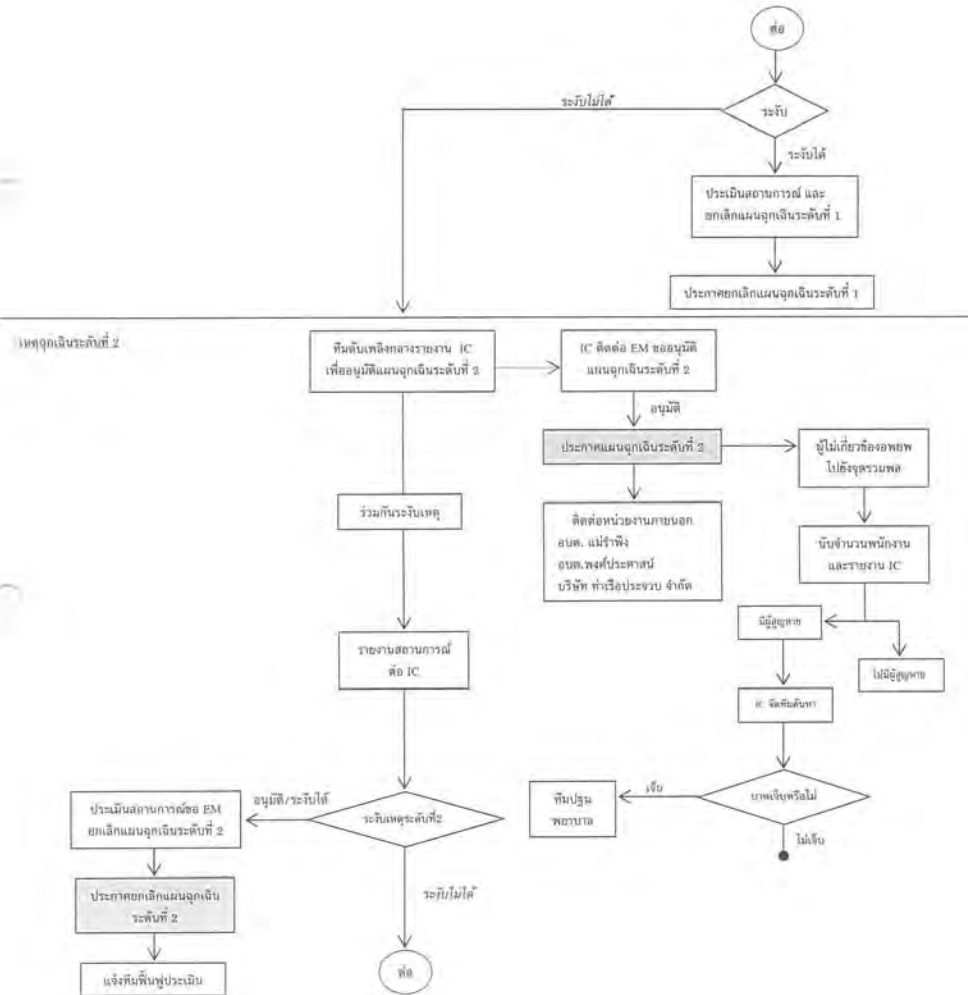 ต่อ
ระงับไม่ได้
ระงับ
ระงับได้
ประเมินสถานการณ์ และ
ยกเลิกแผนฉุกเฉินระดับที่ 1
ประกาศยกเลิกแผนฉุกเฉินระดับที่ 1
เหตุฉุกเฉินระดับที่ 2
ทีมดับเพลิงกลางรายงาน IC
เพื่ออนุมัติแผนฉุกเฉินระดับที่ 2
IC ติดต่อ EM ขออนุมัติ
แผนฉุกเฉินระดับที่ 2
อนุมัติ
ประกาศแผนฉุกเฉินระดับที่ 2
ผู้ไม่เกี่ยวข้องอพยพ
ไปยังจุดรวมพล
ร่วมกันระงับเหตุ
ติดต่อหน่วยงานภายนอก
อบต. แม่รำพึง
อบต.พงศ์ประศาสน์
บริษัท ท่าเรือประจวบ จำกัด
นับจำนวนพนักงาน
และรายงาน IC
มีผู้สูญหาย
ไม่มีผู้สูญหาย
รายงานสถานการณ์
ต่อ IC
จัดทีมค้นหา
อนุมัติ/ระงับได้
ประเมินสถานการณ์ขอ EM
ยกเลิกแผนฉุกเฉินระดับที่ 2
ระงับเหตุระดับที่2
ทีมปฐม
พยาบาล
เจ็บ
บาดเจ็บหรือไม่
ไม่เจ็บ
ประกาศยกเลิกแผนฉุกเฉิน
ระดับที่ 2
ระงับไม่ได้
แจ้งทีมฟื้นฟูประเมิน
ต่อ